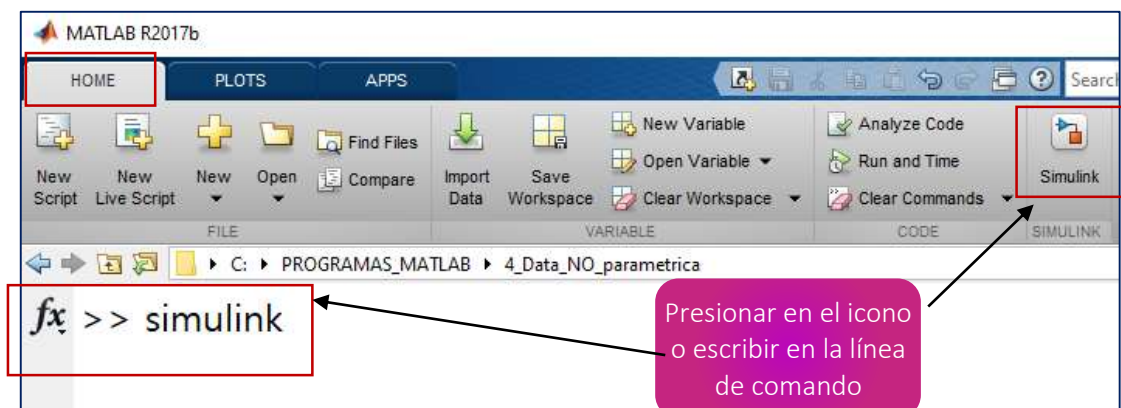 MATLAB R2017b
HOME PLOTS APPS
Search
New Script
New Live Script
New
Open
Find Files
Compare
Import Data
Save Workspace
New Variable
Open Variable
Clear Workspace
Analyze Code
Run and Time
Clear Commands
Simulink
FILE VARIABLE CODE SIMULINK
C: PROGRAMAS_MATLAB 4_Data_NO_parametrica
fx >> simulink
Presionar en el icono
o escribir en la línea
de comando